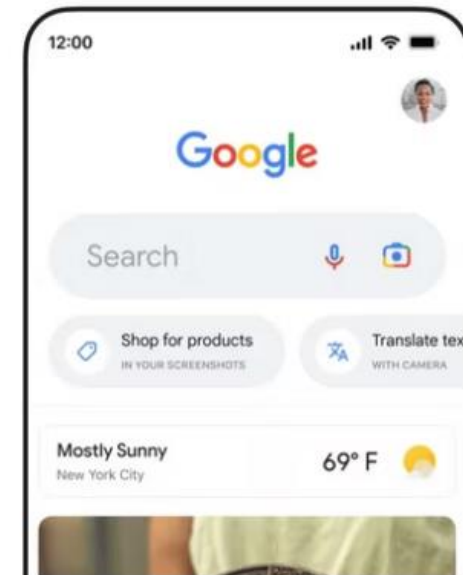 12:00
Google
Search
Shop for products
IN YOUR SCREENSHOTS
Translate tex
WITH CAMERA
Mostly Sunny
New York City
69° F